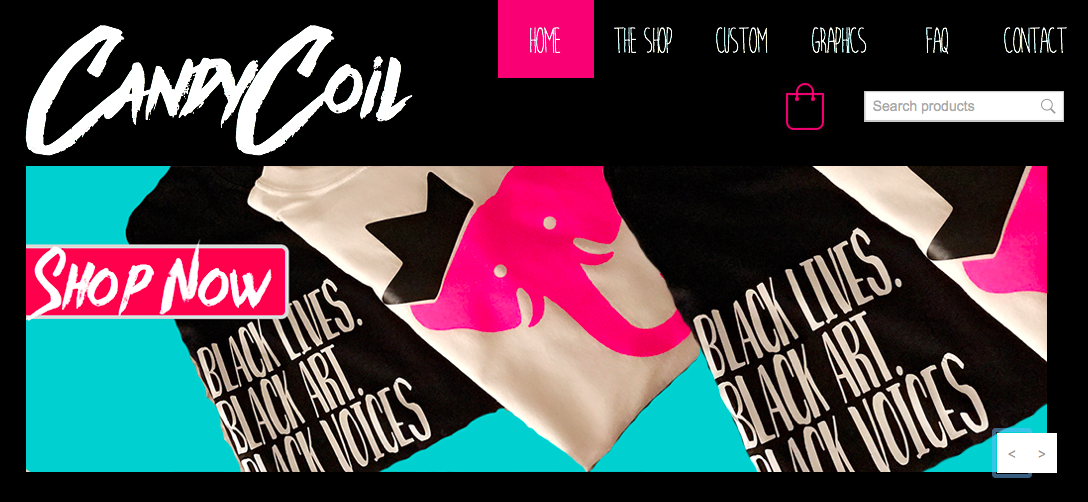 CandyCoil
HOME
THE SHOP
CUSTOM
GRAPHICS
FAQ
CONTACT
Search products
Shop Now
BLACK LIVES.
BLACK ART.
BLACK VOICES
BLACK LIVES.
BLACK ART.
BLACK VOICES
< >